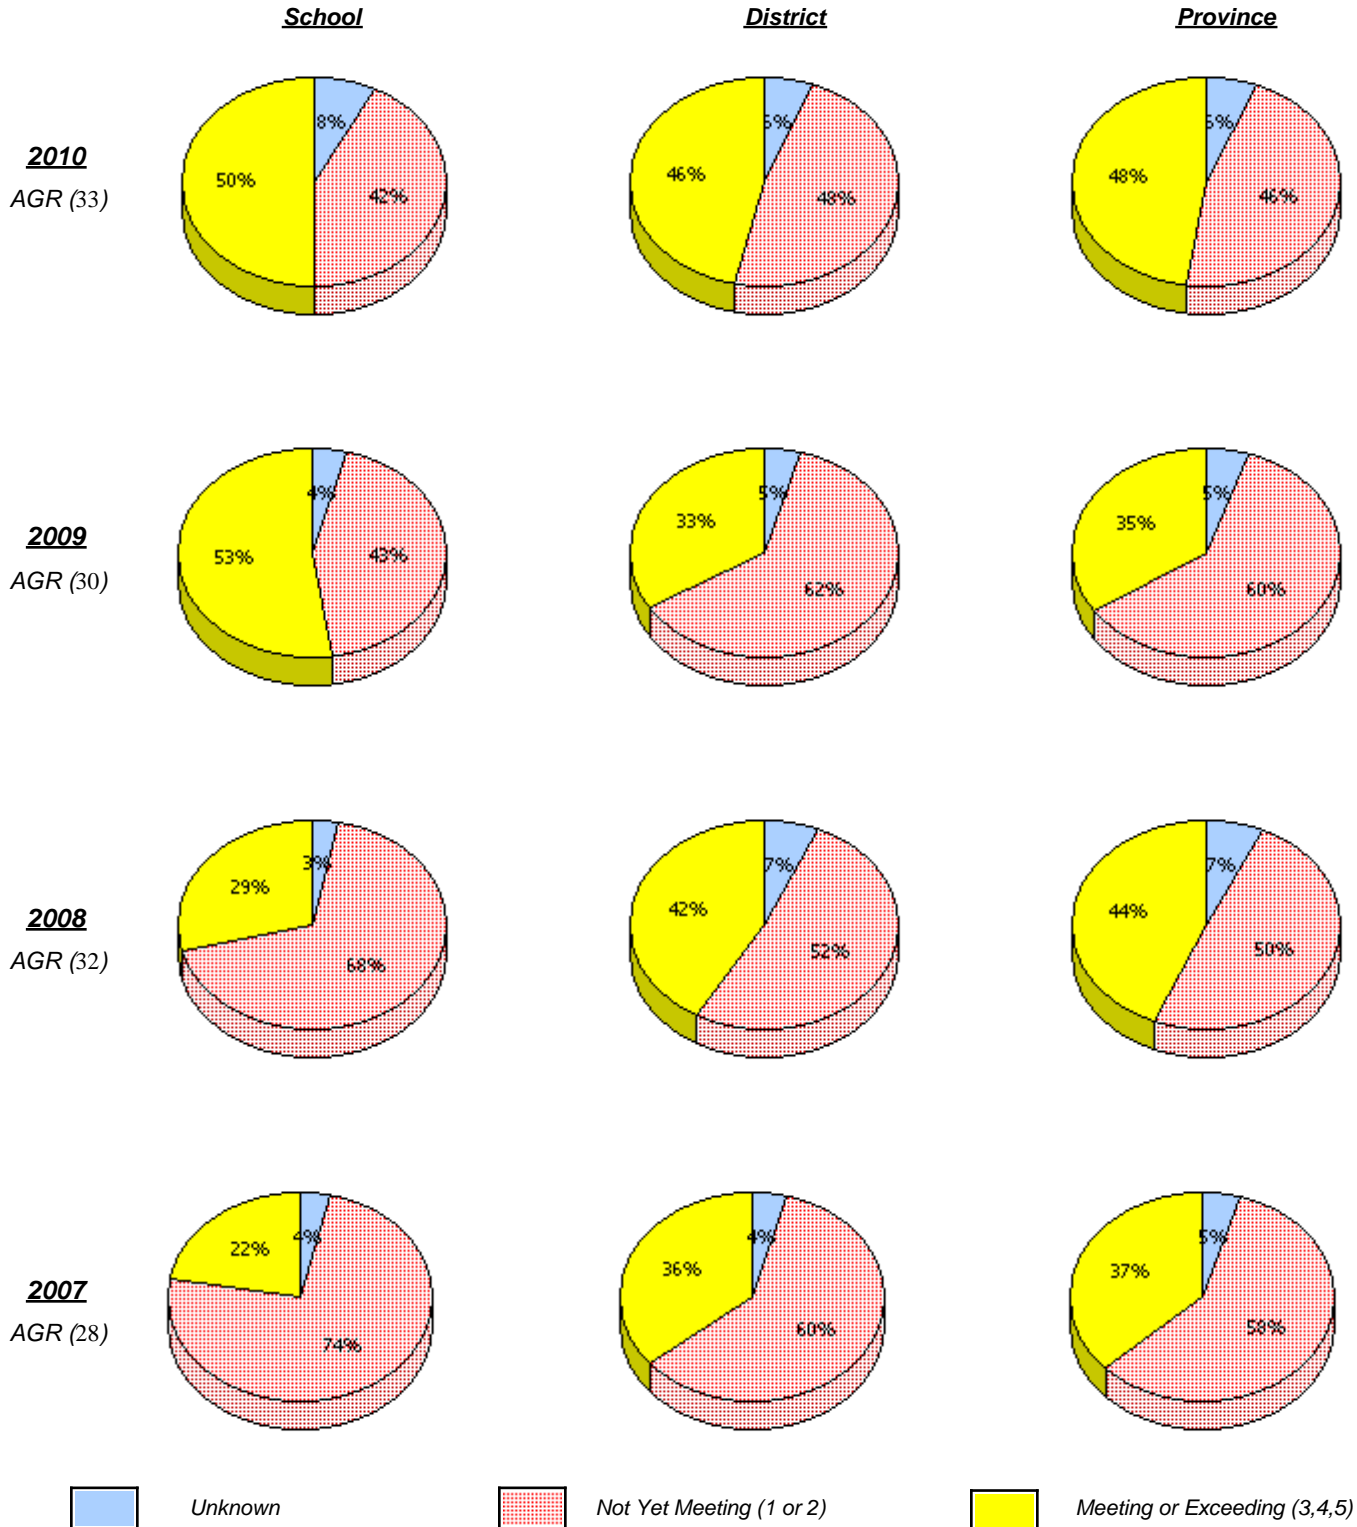 School District Province
8% 6% 6%
2010
50% 42% 46% 48% 48% 46%
AGR (33)
4% 5% 5%
2009
53% 43% 33% 62% 35% 60%
AGR (30)
3% 7% 7%
2008
29% 68% 42% 52% 44% 50%
AGR (32)
4% 4% 5%
2007
22% 74% 36% 60% 37% 58%
AGR (28)
Unknown Not Yet Meeting (1 or 2) Meeting or Exceeding (3,4,5)